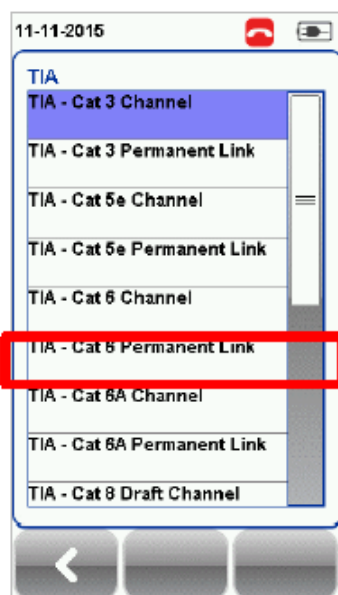 11-11-2015
TIA
TIA - Cat 3 Channel
TIA - Cat 3 Permanent Link
TIA - Cat 5e Channel
TIA - Cat 5e Permanent Link
TIA - Cat 6 Channel
TIA - Cat 6 Permanent Link
TIA - Cat 6A Channel
TIA - Cat 6A Permanent Link
TIA - Cat 8 Draft Channel